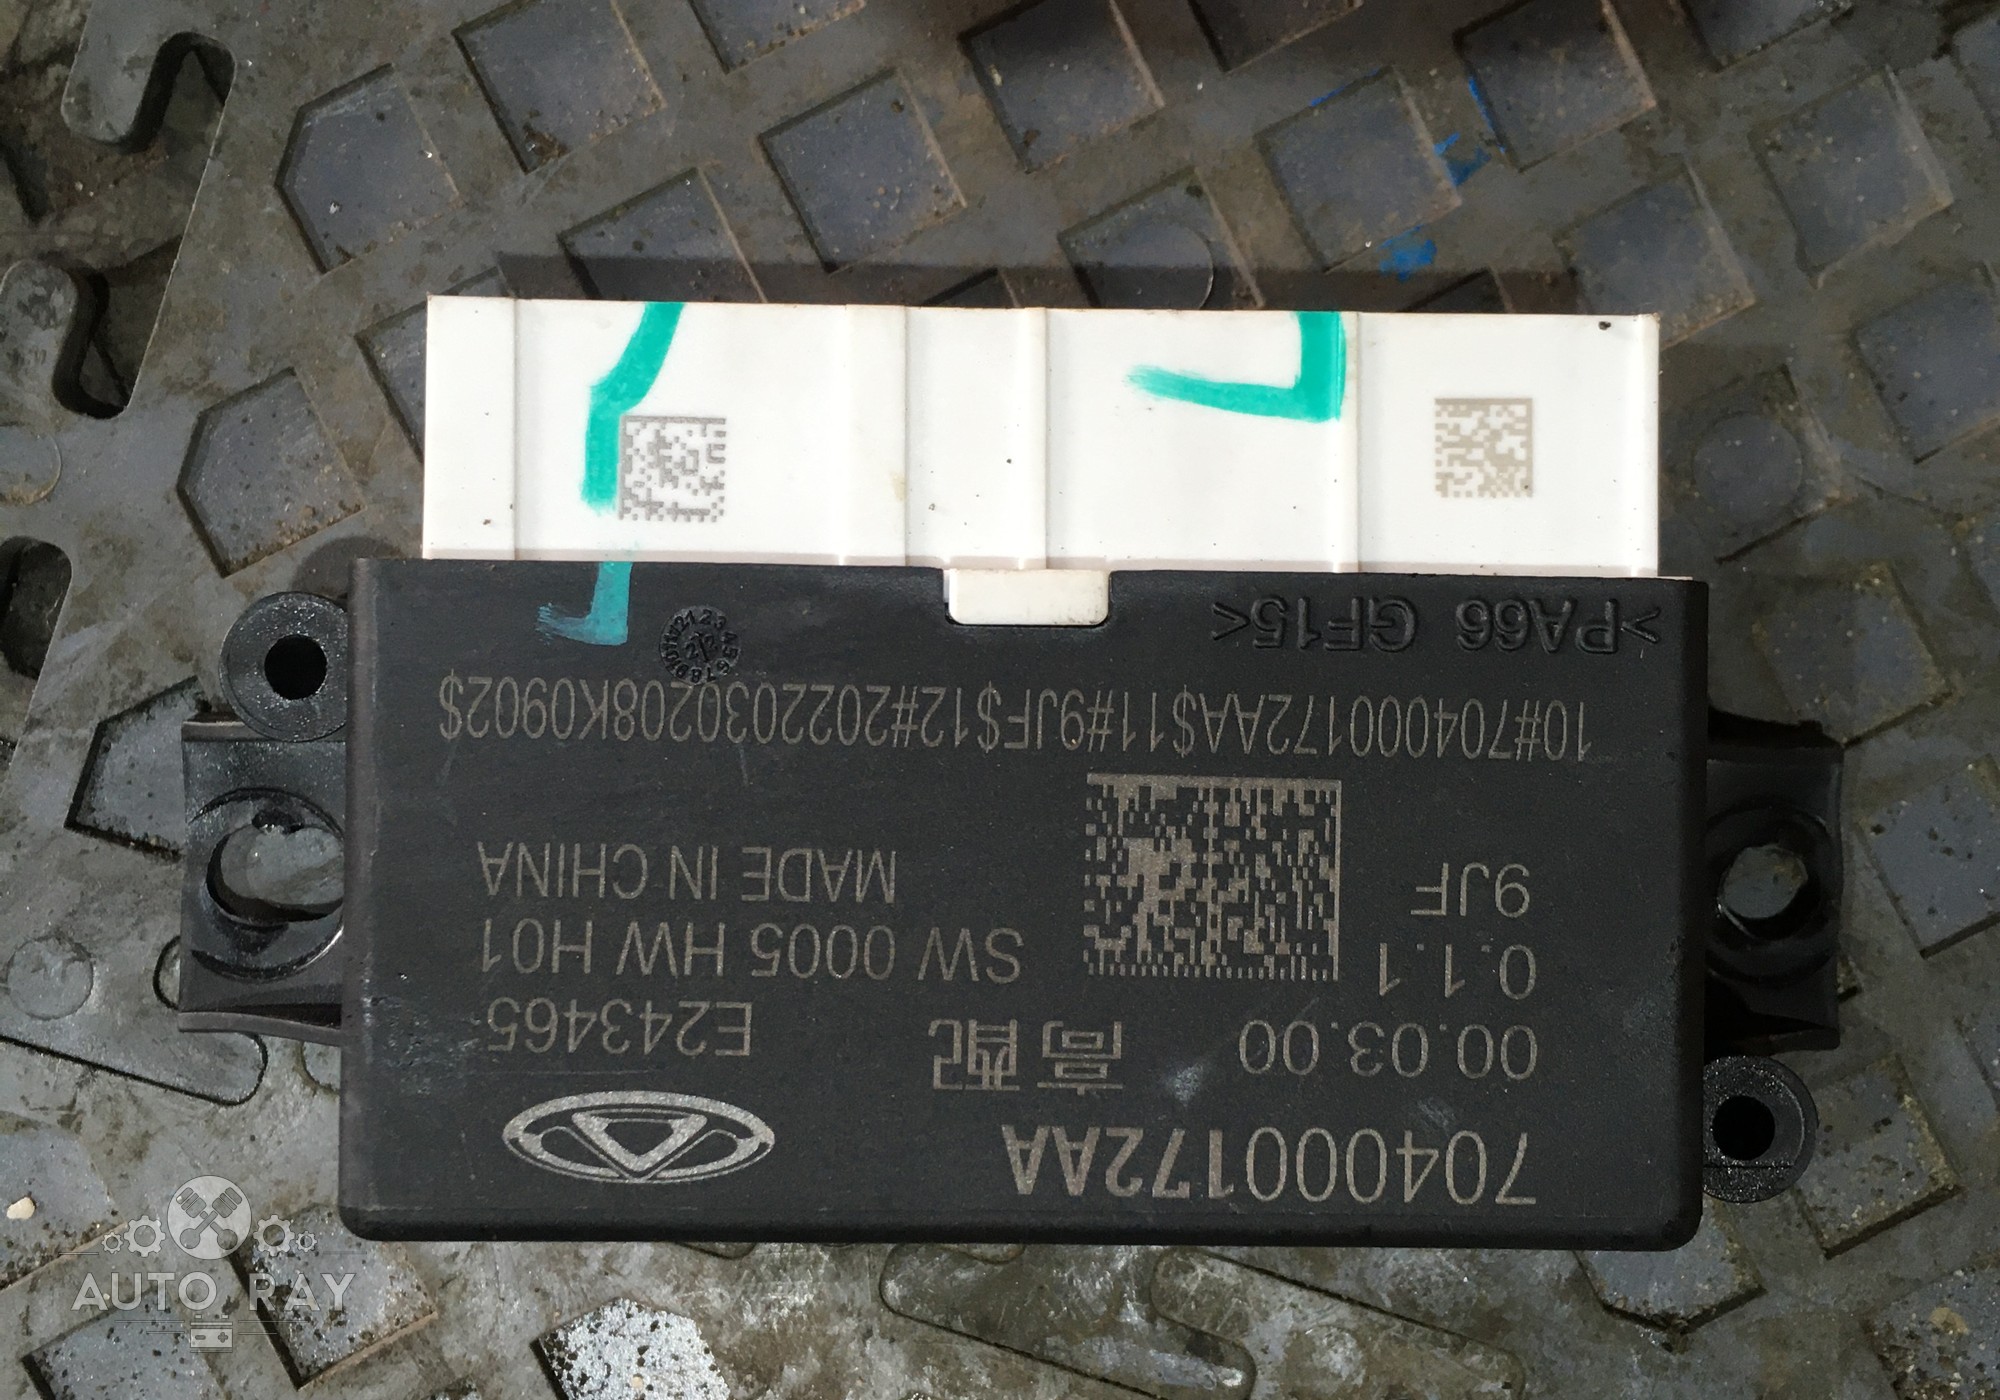 704000172AA
00.03.00 高配 E243465
0.1.1 SW 0005 HW H01
9JF MADE IN CHINA
10#704000172AA$11#9JF$12#2022030208K0902$
>PA66 GF15<
AUTO RAY